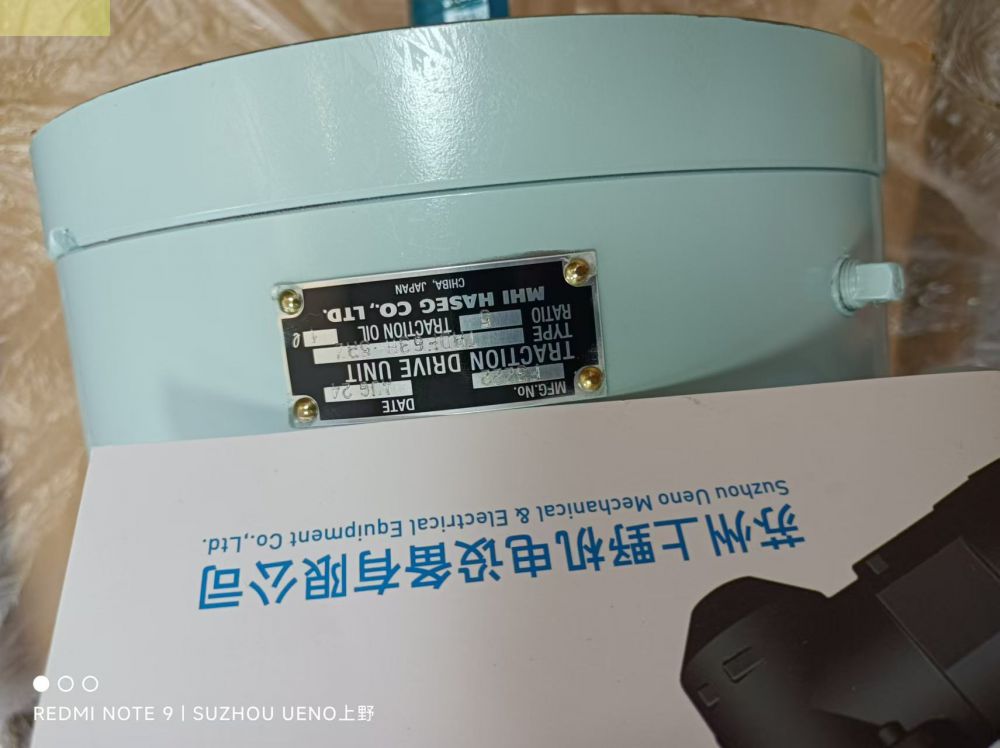 MFG.No.
DATE
TRACTION DRIVE UNIT
TYPE
RATIO 5 TRACTION OIL 1 ℓ
MHI HASEG CO., LTD.
CHIBA, JAPAN
苏州上野机电设备有限公司
Suzhou Ueno Mechanical & Electrical Equipment Co.,Ltd.
REDMI NOTE 9 | SUZHOU UENO上野